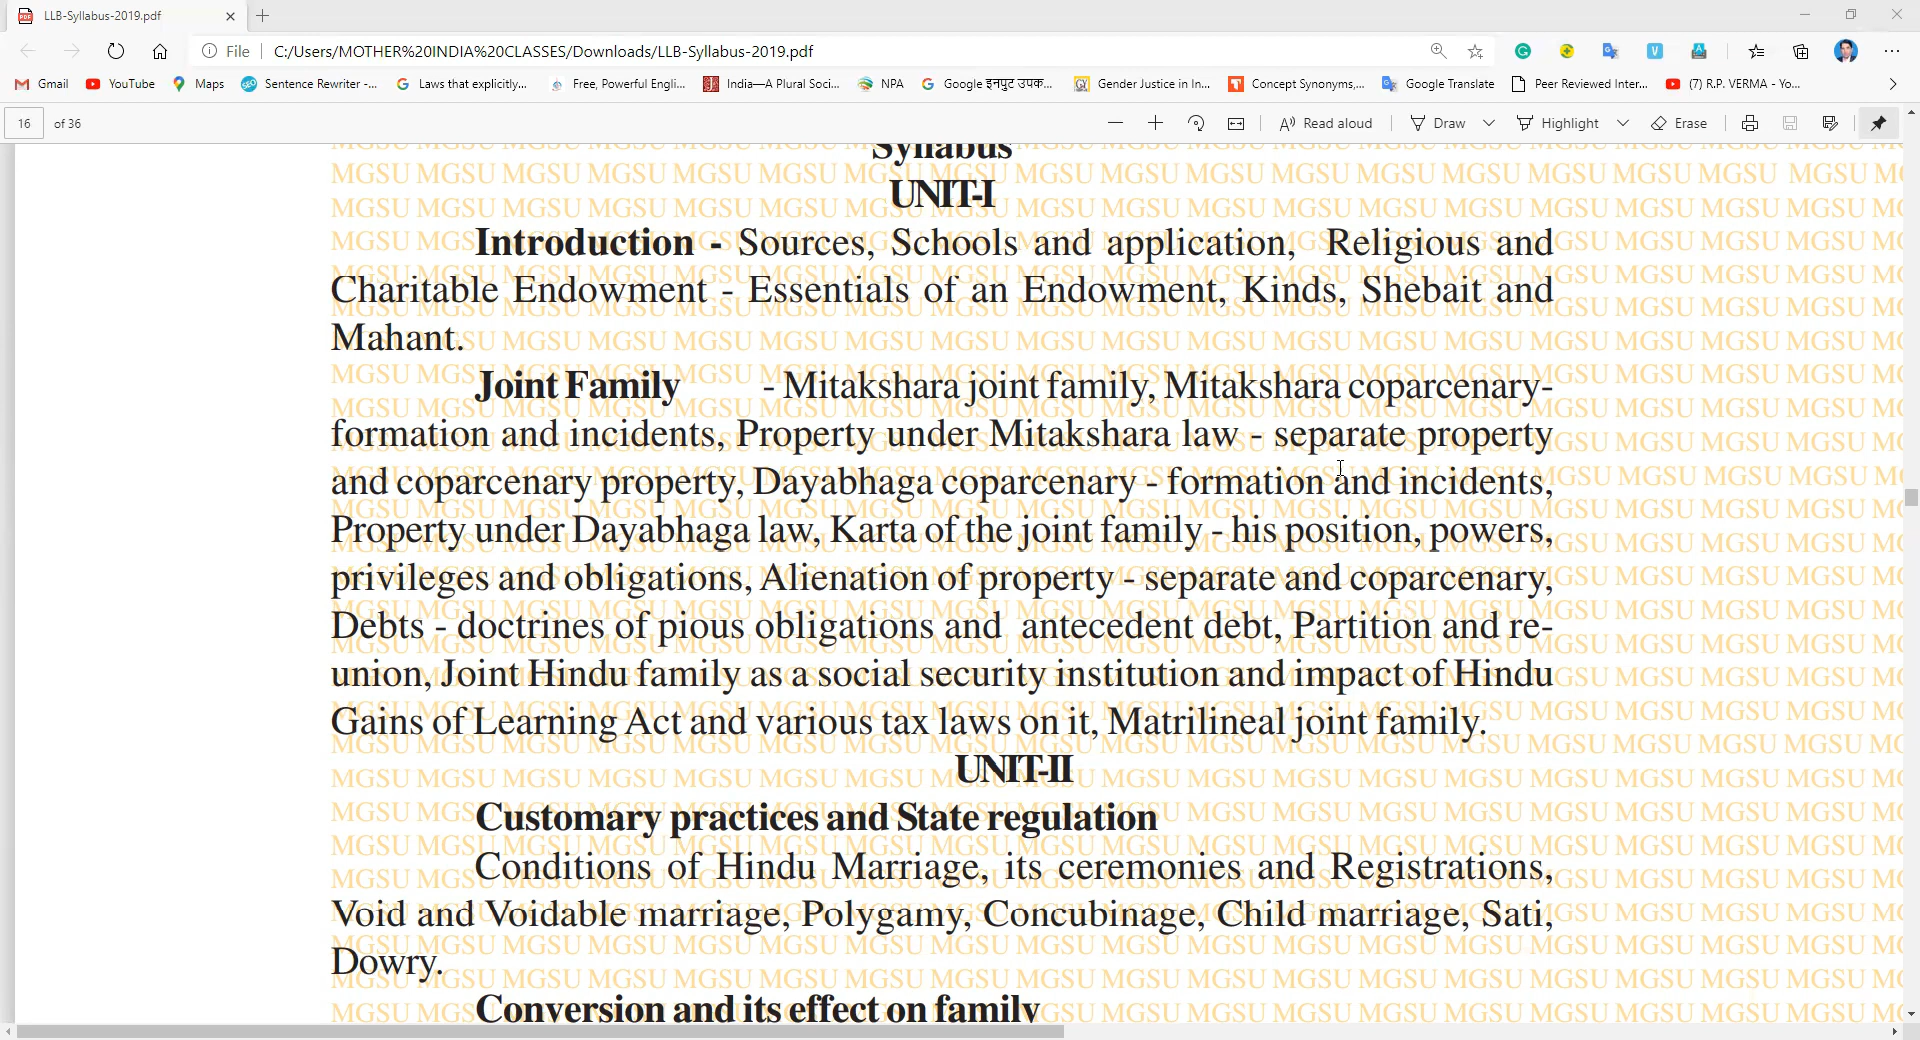 LLB-Syllabus-2019.pdf
File C:/Users/MOTHER%20INDIA%20CLASSES/Downloads/LLB-Syllabus-2019.pdf
Gmail YouTube Maps Sentence Rewriter -... Laws that explicitly... Free, Powerful Engli... India—A Plural Soci... NPA Google इनपुट उपक... Gender Justice in In... Concept Synonyms,... Google Translate Peer Reviewed Inter... (7) R.P. VERMA - Yo...
16 of 36 Read aloud Draw Highlight Erase
Syllabus
UNIT-I
Introduction - Sources, Schools and application, Religious and
Charitable Endowment - Essentials of an Endowment, Kinds, Shebait and
Mahant.
Joint Family - Mitakshara joint family, Mitakshara coparcenary-
formation and incidents, Property under Mitakshara law - separate property
and coparcenary property, Dayabhaga coparcenary - formation and incidents,
Property under Dayabhaga law, Karta of the joint family - his position, powers,
privileges and obligations, Alienation of property - separate and coparcenary,
Debts - doctrines of pious obligations and antecedent debt, Partition and re-
union, Joint Hindu family as a social security institution and impact of Hindu
Gains of Learning Act and various tax laws on it, Matrilineal joint family.
UNIT-II
Customary practices and State regulation
Conditions of Hindu Marriage, its ceremonies and Registrations,
Void and Voidable marriage, Polygamy, Concubinage, Child marriage, Sati,
Dowry.
Conversion and its effect on family